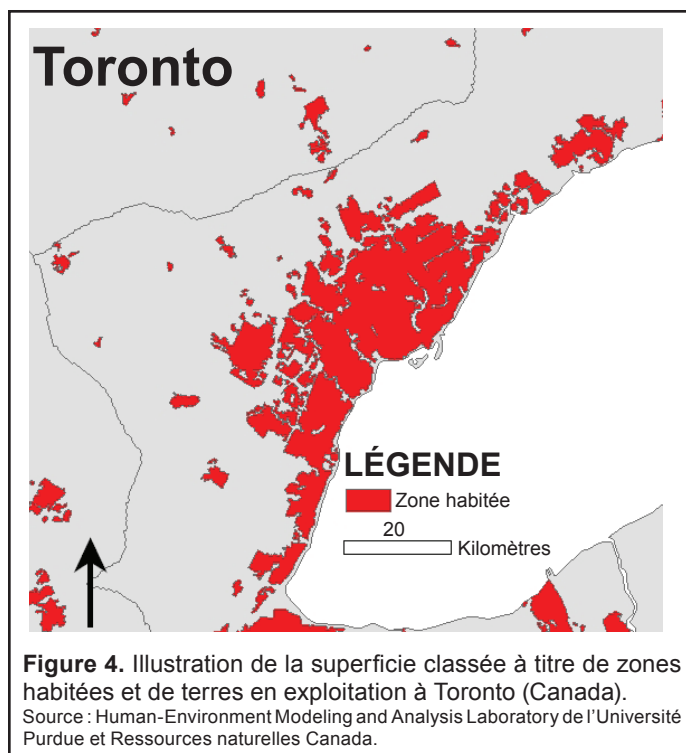 Toronto
LÉGENDE
Zone habitée
20
Kilomètres
Figure 4. Illustration de la superficie classée à titre de zones
habitées et de terres en exploitation à Toronto (Canada).
Source : Human-Environment Modeling and Analysis Laboratory de l'Université
Purdue et Ressources naturelles Canada.